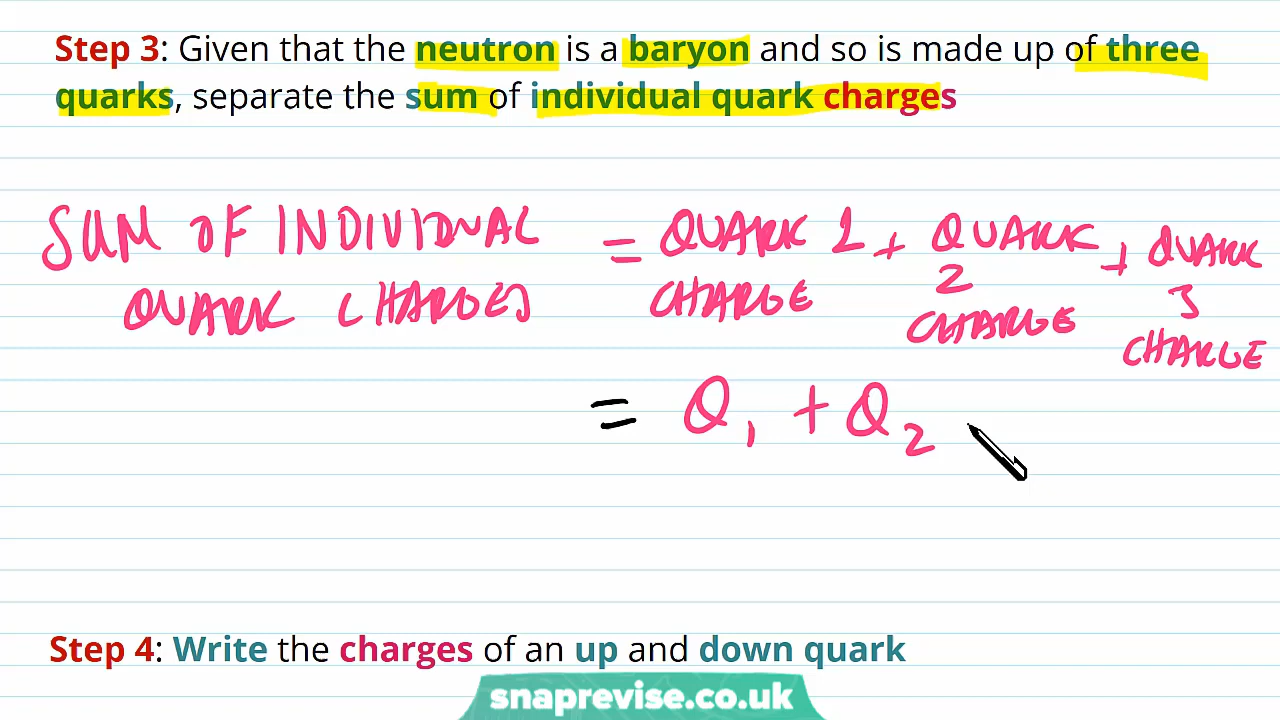 Step 3: Given that the neutron is a baryon and so is made up of three
quarks, separate the sum of individual quark charges
SUM OF INDIVIDUAL = QUARK 1 + QUARK + QUARK
QUARK CHARGES CHARGE 2 3
CHARGE CHARGE
= Q₁ + Q₂
Step 4: Write the charges of an up and down quark
snaprevise.co.uk